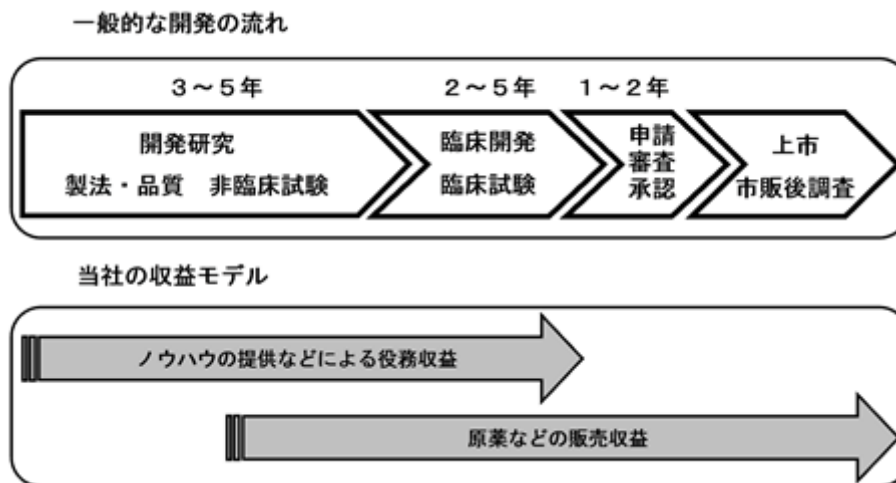 一般的な開発の流れ
3～5年
2～5年
1～2年
開発研究
製法・品質 非臨床試験
臨床開発
臨床試験
申請
審査
承認
上市
市販後調査
当社の収益モデル
ノウハウの提供などによる役務収益
原薬などの販売収益